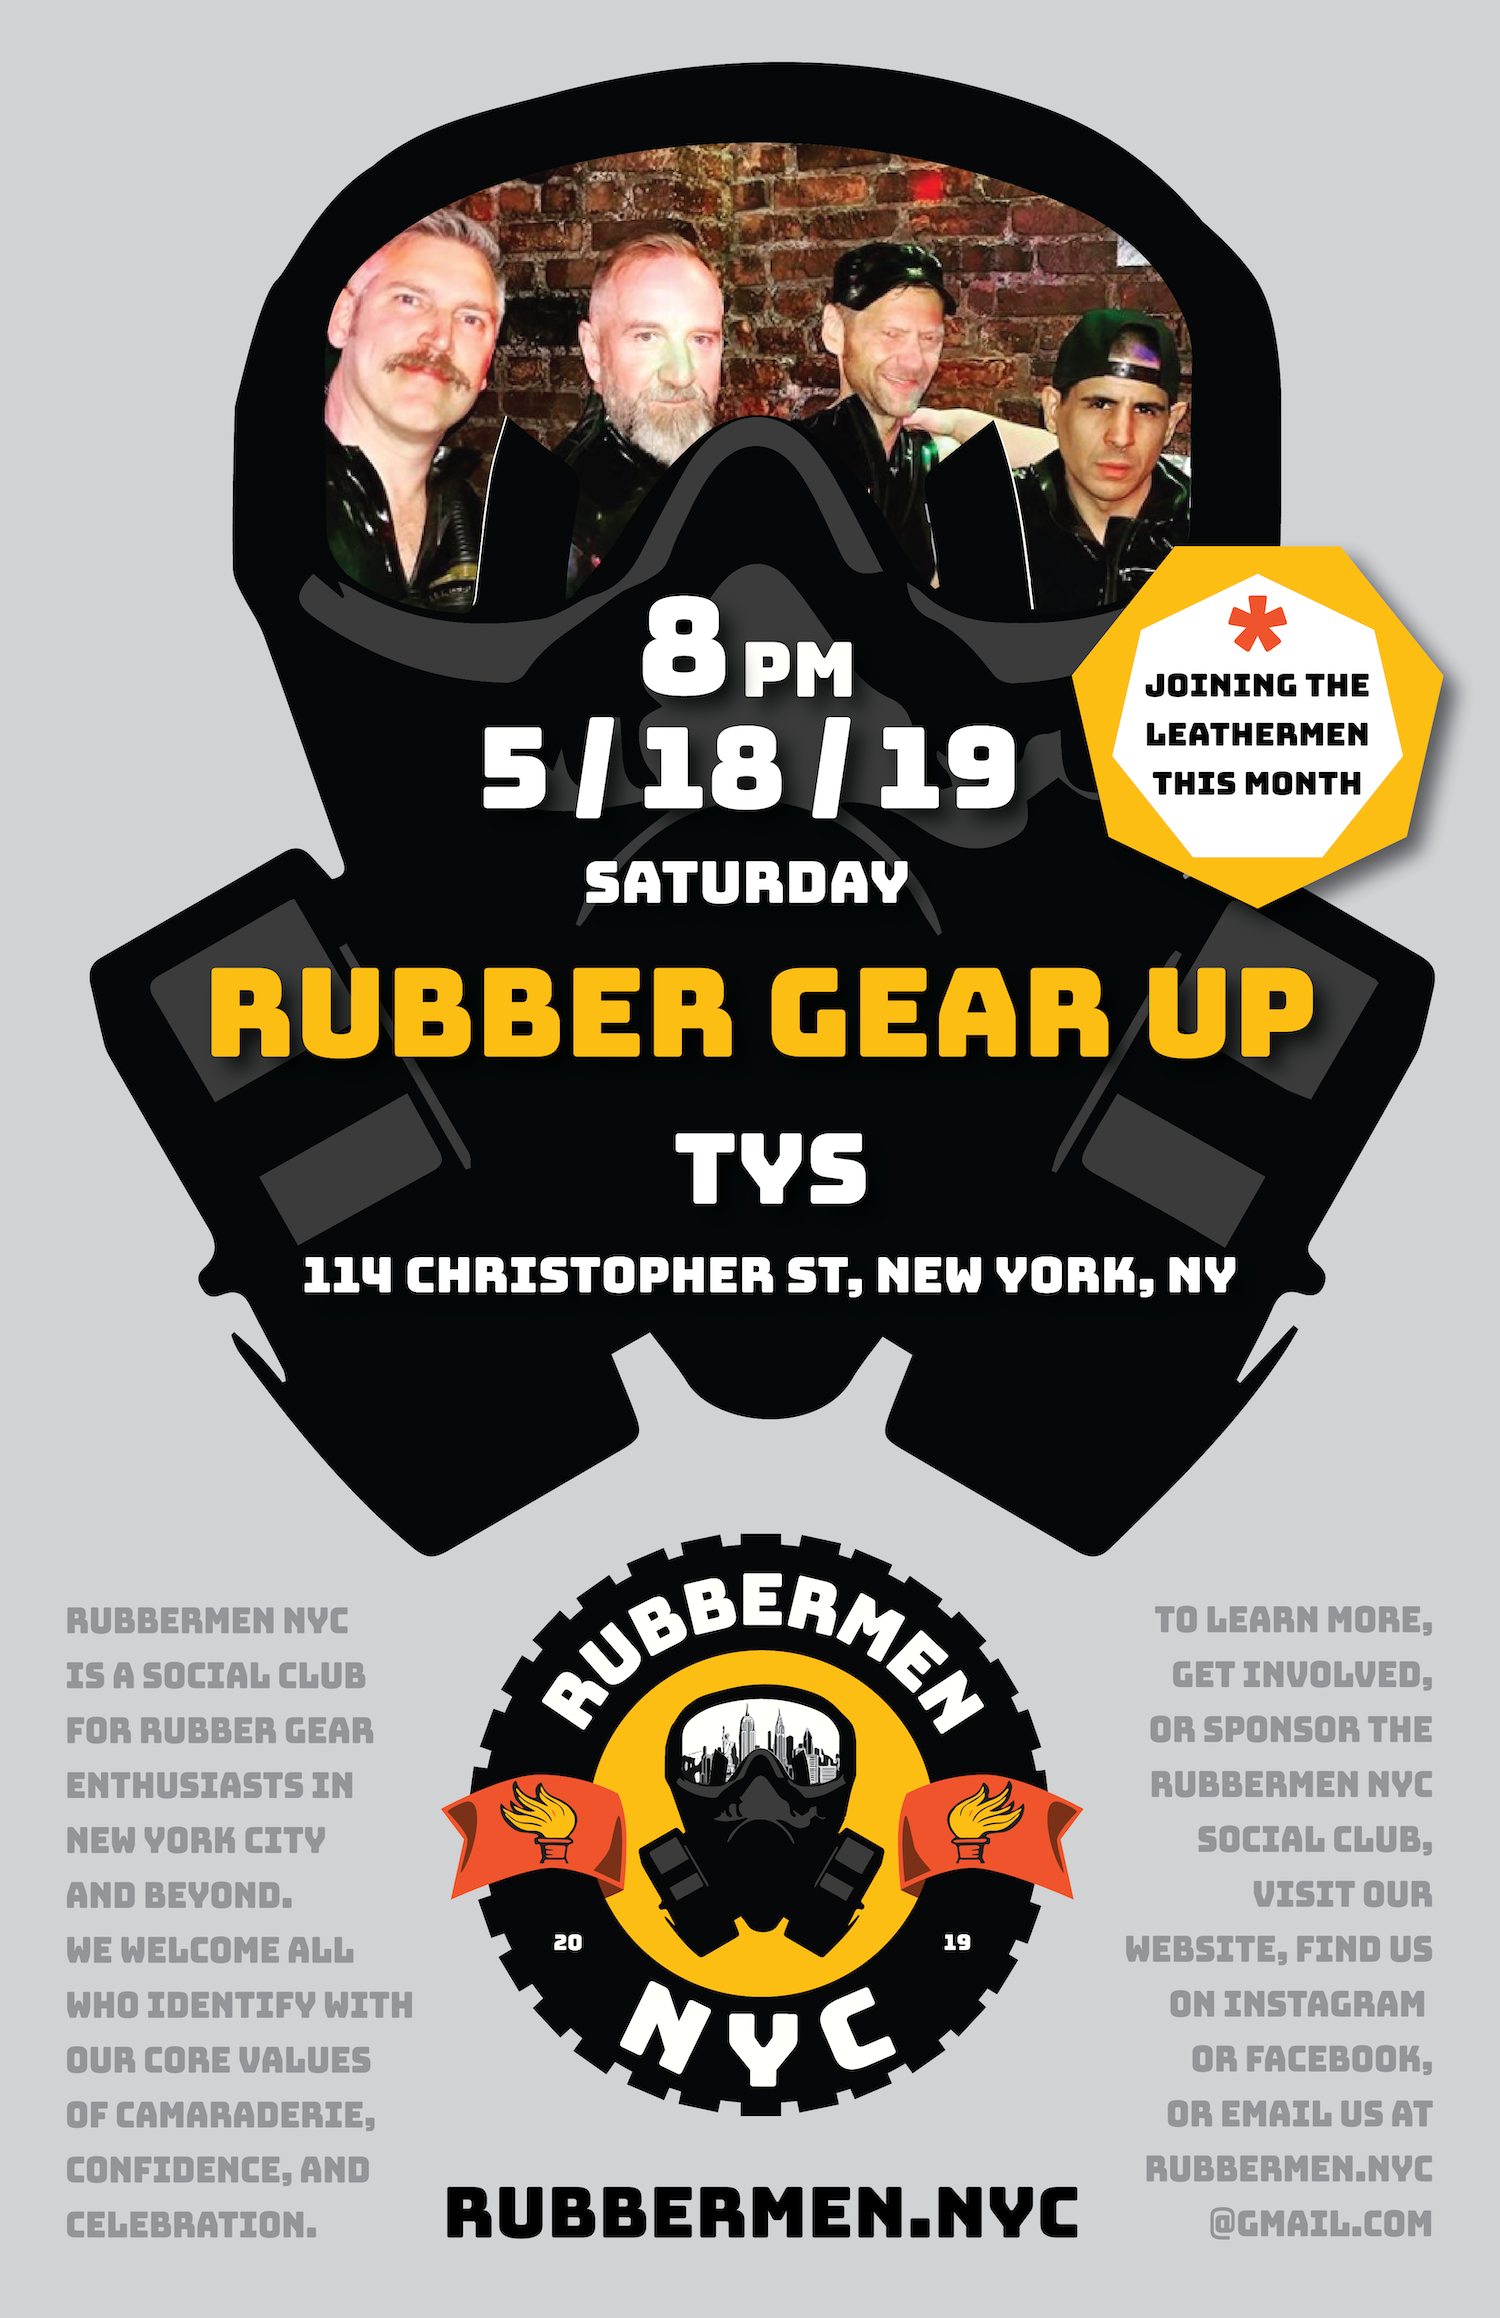 8 PM
5/18/19
SATURDAY
*
JOINING THE
LEATHERMEN
THIS MONTH
RUBBER GEAR UP
TYS
114 CHRISTOPHER ST, NEW YORK, NY
RUBBERMEN NYC
IS A SOCIAL CLUB
FOR RUBBER GEAR
ENTHUSIASTS IN
NEW YORK CITY
AND BEYOND.
WE WELCOME ALL
WHO IDENTIFY WITH
OUR CORE VALUES
OF CAMARADERIE,
CONFIDENCE, AND
CELEBRATION.
RUBBERMEN
20 19
NYC
RUBBERMEN.NYC
TO LEARN MORE,
GET INVOLVED,
OR SPONSOR THE
RUBBERMEN NYC
SOCIAL CLUB,
VISIT OUR
WEBSITE, FIND US
ON INSTAGRAM
OR FACEBOOK,
OR EMAIL US AT
RUBBERMEN.NYC
@GMAIL.COM